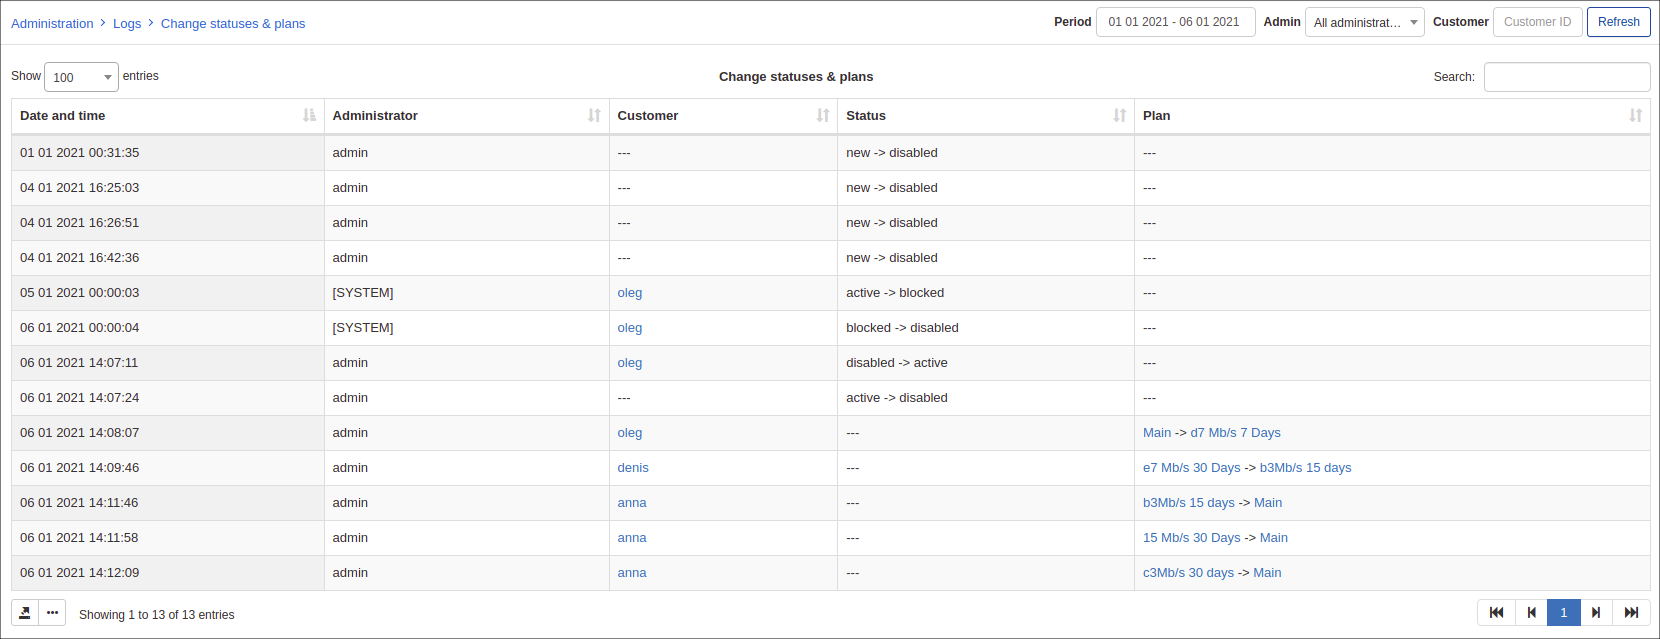 Administration > Logs > Change statuses & plans Period 01 01 2021 - 06 01 2021 Admin All administrat... Customer Customer ID Refresh
Show 100 entries Change statuses & plans Search:
Date and time Administrator Customer Status Plan
01 01 2021 00:31:35 admin --- new -> disabled ---
04 01 2021 16:25:03 admin --- new -> disabled ---
04 01 2021 16:26:51 admin --- new -> disabled ---
04 01 2021 16:42:36 admin --- new -> disabled ---
05 01 2021 00:00:03 [SYSTEM] oleg active -> blocked ---
06 01 2021 00:00:04 [SYSTEM] oleg blocked -> disabled ---
06 01 2021 14:07:11 admin oleg disabled -> active ---
06 01 2021 14:07:24 admin --- active -> disabled ---
06 01 2021 14:08:07 admin oleg --- Main -> d7 Mb/s 7 Days
06 01 2021 14:09:46 admin denis --- e7 Mb/s 30 Days -> b3Mb/s 15 days
06 01 2021 14:11:46 admin anna --- b3Mb/s 15 days -> Main
06 01 2021 14:11:58 admin anna --- 15 Mb/s 30 Days -> Main
06 01 2021 14:12:09 admin anna --- c3Mb/s 30 days -> Main
Showing 1 to 13 of 13 entries 1